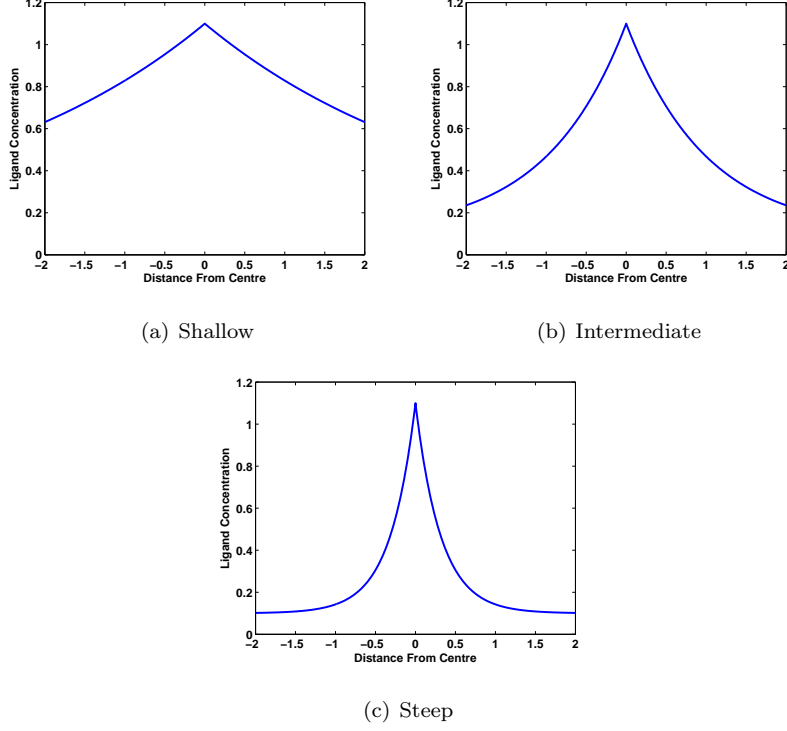 1.2
1
0.8
0.6
0.4
0.2
0
Ligand Concentration
−2 −1.5 −1 −0.5 0 0.5 1 1.5 2
Distance From Centre
(a) Shallow
1.2
1
0.8
0.6
0.4
0.2
0
Ligand Concentration
−2 −1.5 −1 −0.5 0 0.5 1 1.5 2
Distance From Centre
(b) Intermediate
1.2
1
0.8
0.6
0.4
0.2
0
Ligand Concentration
−2 −1.5 −1 −0.5 0 0.5 1 1.5 2
Distance From Centre
(c) Steep